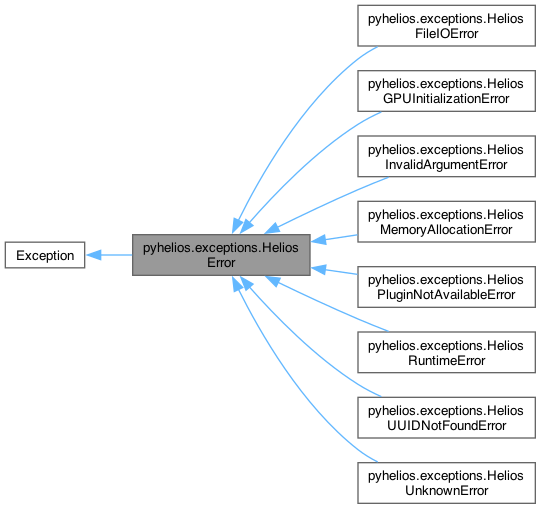 pyhelios.exceptions.Helios
FileIOError
pyhelios.exceptions.Helios
GPUInitializationError
pyhelios.exceptions.Helios
InvalidArgumentError
pyhelios.exceptions.Helios
MemoryAllocationError
Exception
pyhelios.exceptions.Helios
Error
pyhelios.exceptions.Helios
PluginNotAvailableError
pyhelios.exceptions.Helios
RuntimeError
pyhelios.exceptions.Helios
UUIDNotFoundError
pyhelios.exceptions.Helios
UnknownError